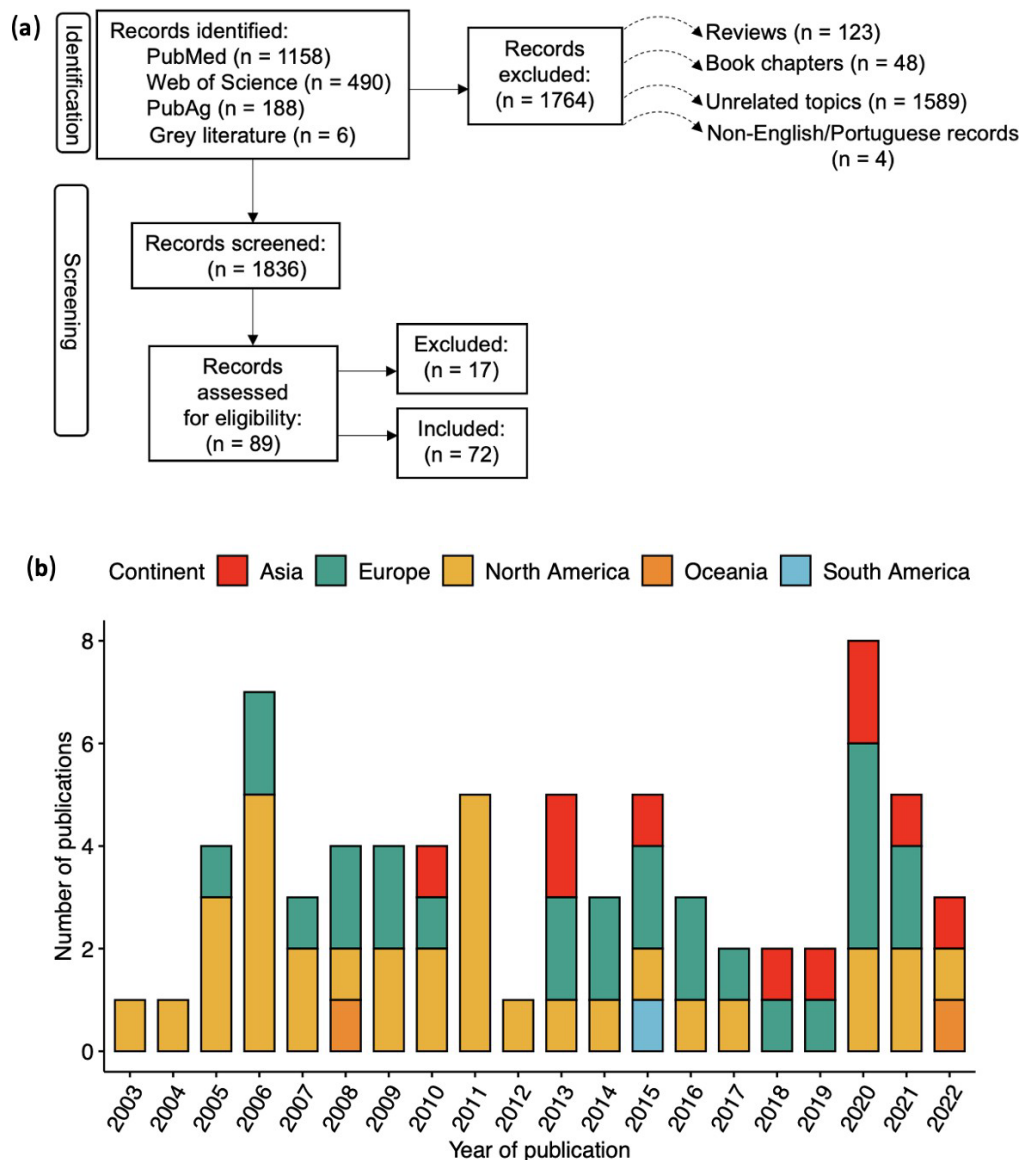 (a)
Identification
Records identified:
PubMed (n = 1158)
Web of Science (n = 490)
PubAg (n = 188)
Grey literature (n = 6)
Records
excluded:
(n = 1764)
Reviews (n = 123)
Book chapters (n = 48)
Unrelated topics (n = 1589)
Non-English/Portuguese records
(n = 4)
Screening
Records screened:
(n = 1836)
Records
assessed
for eligibility:
(n = 89)
Excluded:
(n = 17)
Included:
(n = 72)
(b)
Continent Asia Europe North America Oceania South America
Number of publications
8
6
4
2
0
2003 2004 2005 2006 2007 2008 2009 2010 2011 2012 2013 2014 2015 2016 2017 2018 2019 2020 2021 2022
Year of publication